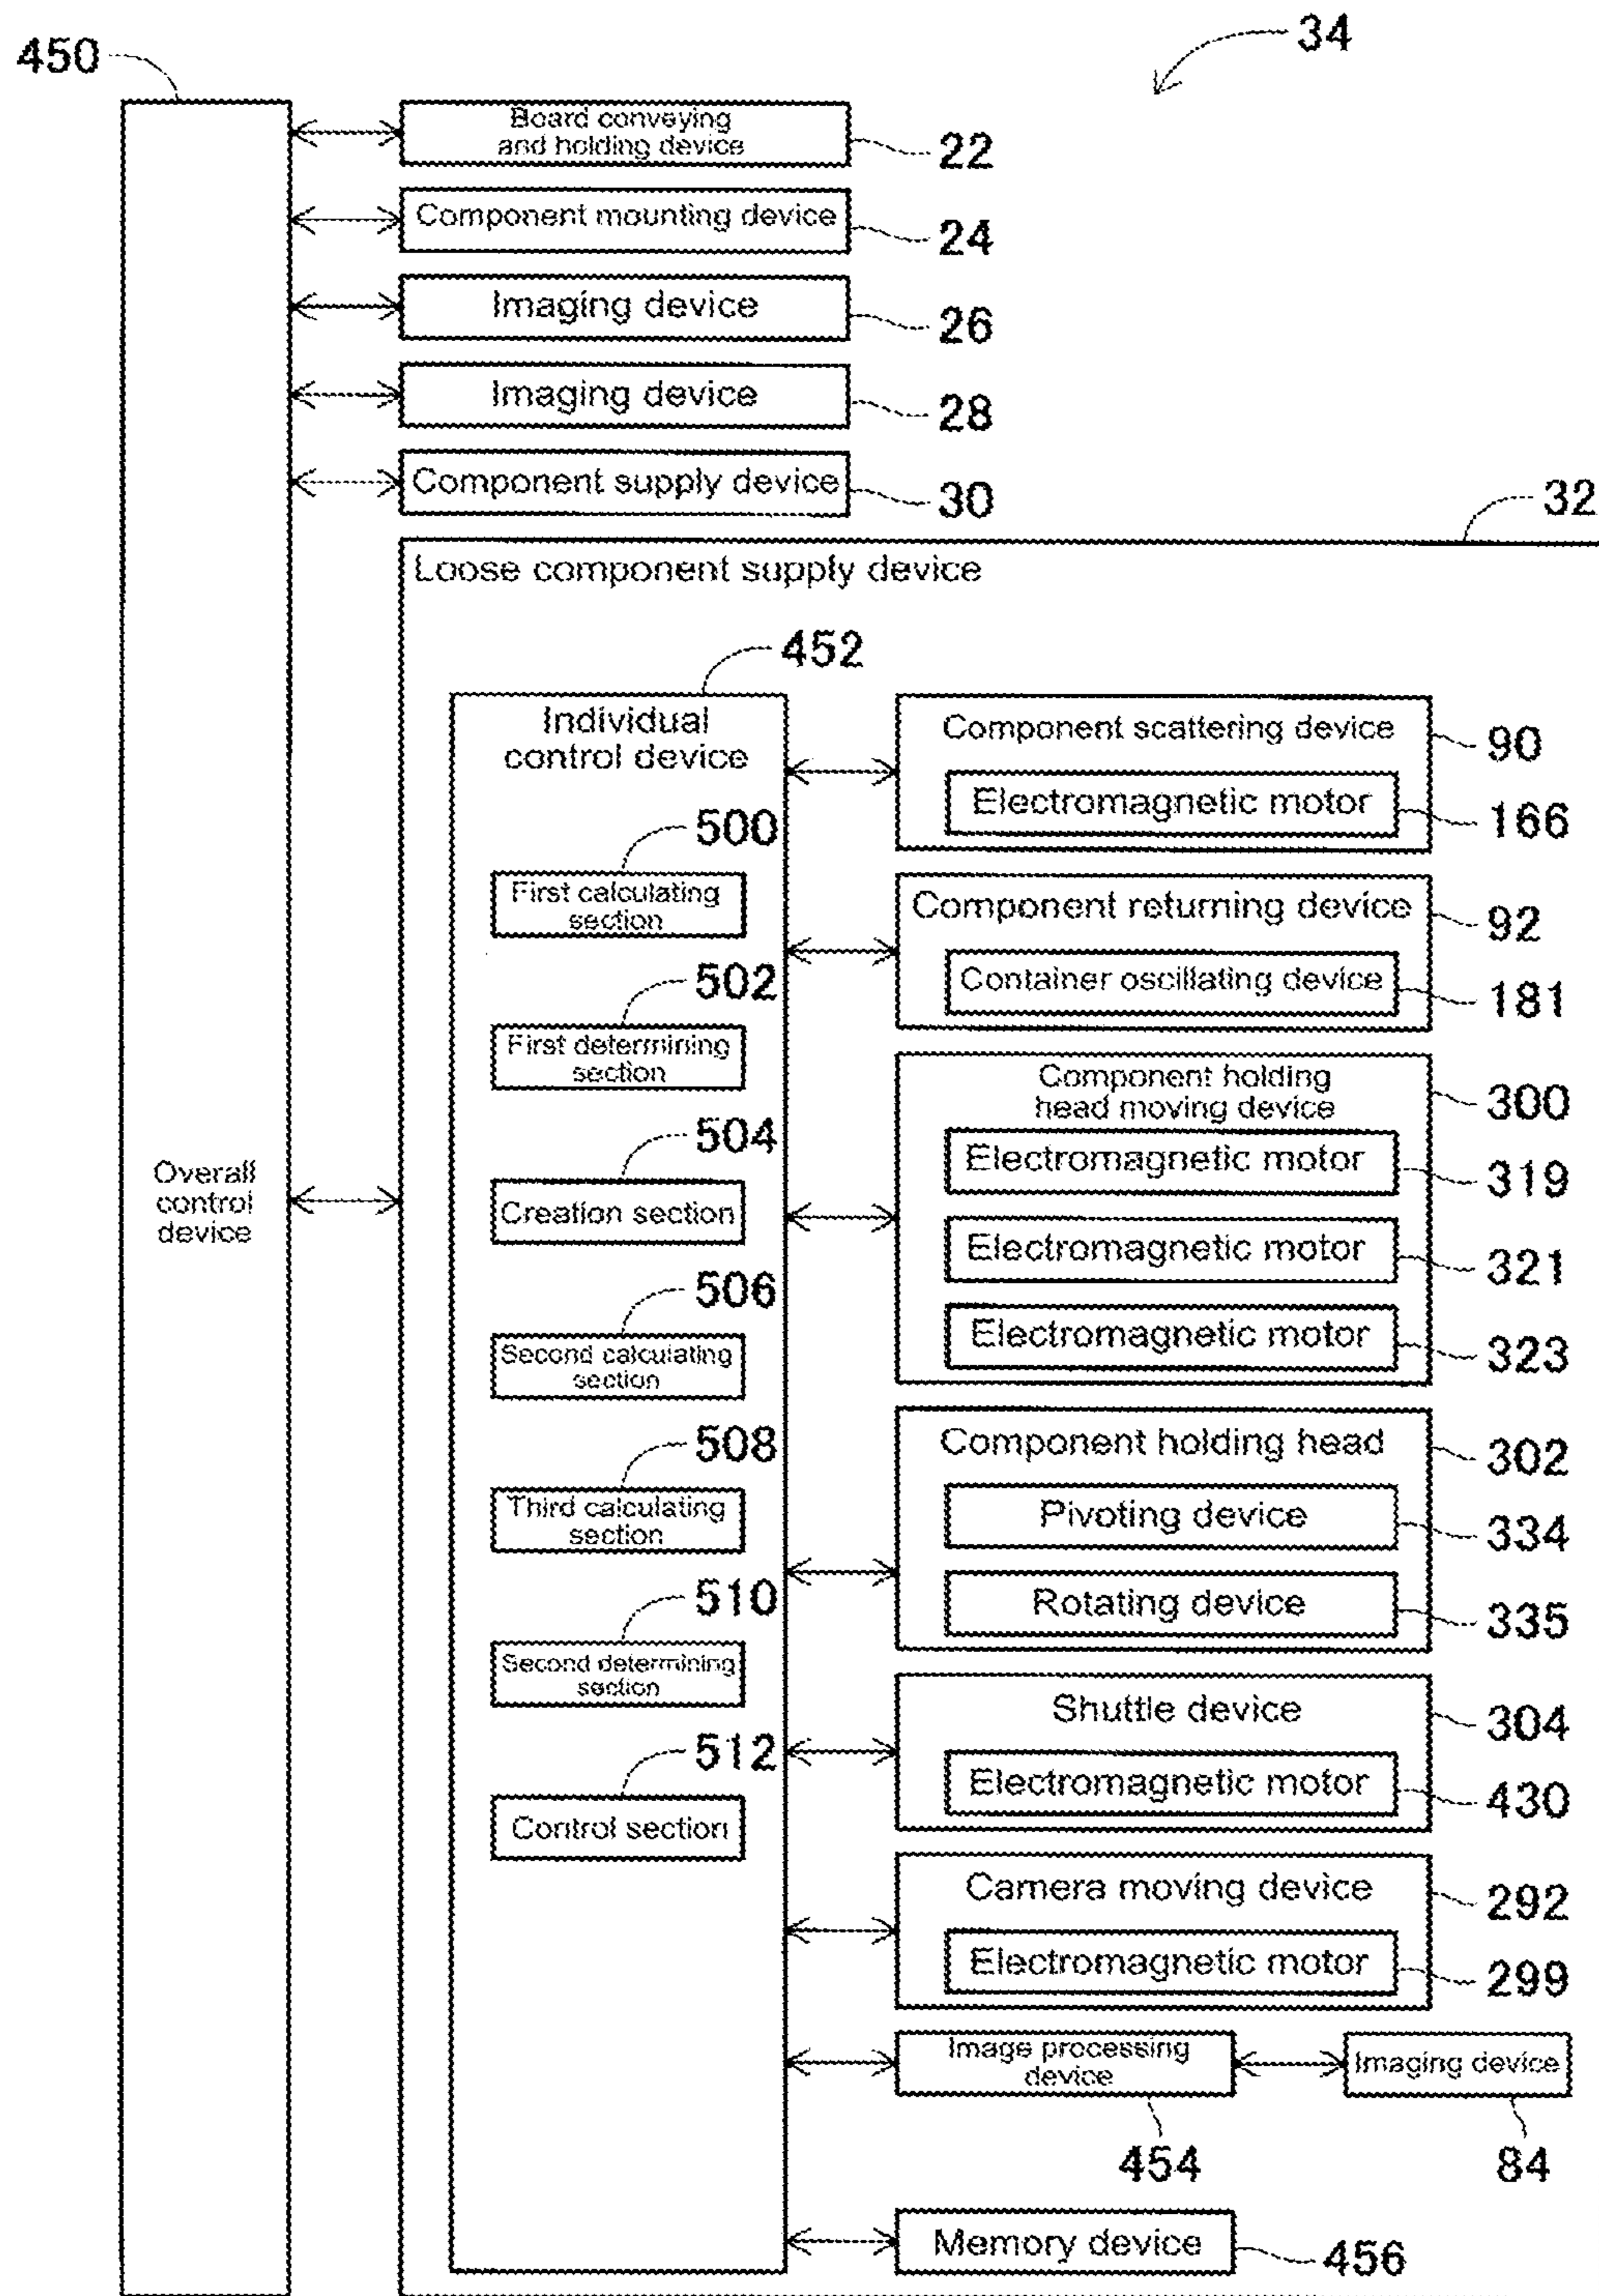 34
450
Board conveying
and holding device
22
Component mounting device
24
Imaging device
26
Imaging device
28
Component supply device
30
32
Loose component supply device
452
Individual
control device
500
First calculating
section
502
First determining
section
504
Creation section
506
Second calculating
section
508
Third calculating
section
510
Second determining
section
512
Control section
Overall
control
device
Component scattering device
90
Electromagnetic motor
166
Component returning device
92
Container oscillating device
181
Component holding
head moving device
300
Electromagnetic motor
319
Electromagnetic motor
321
Electromagnetic motor
323
Component holding head
302
Pivoting device
334
Rotating device
335
Shuttle device
304
Electromagnetic motor
430
Camera moving device
292
Electromagnetic motor
299
Image processing
device
454
Imaging device
84
Memory device
456